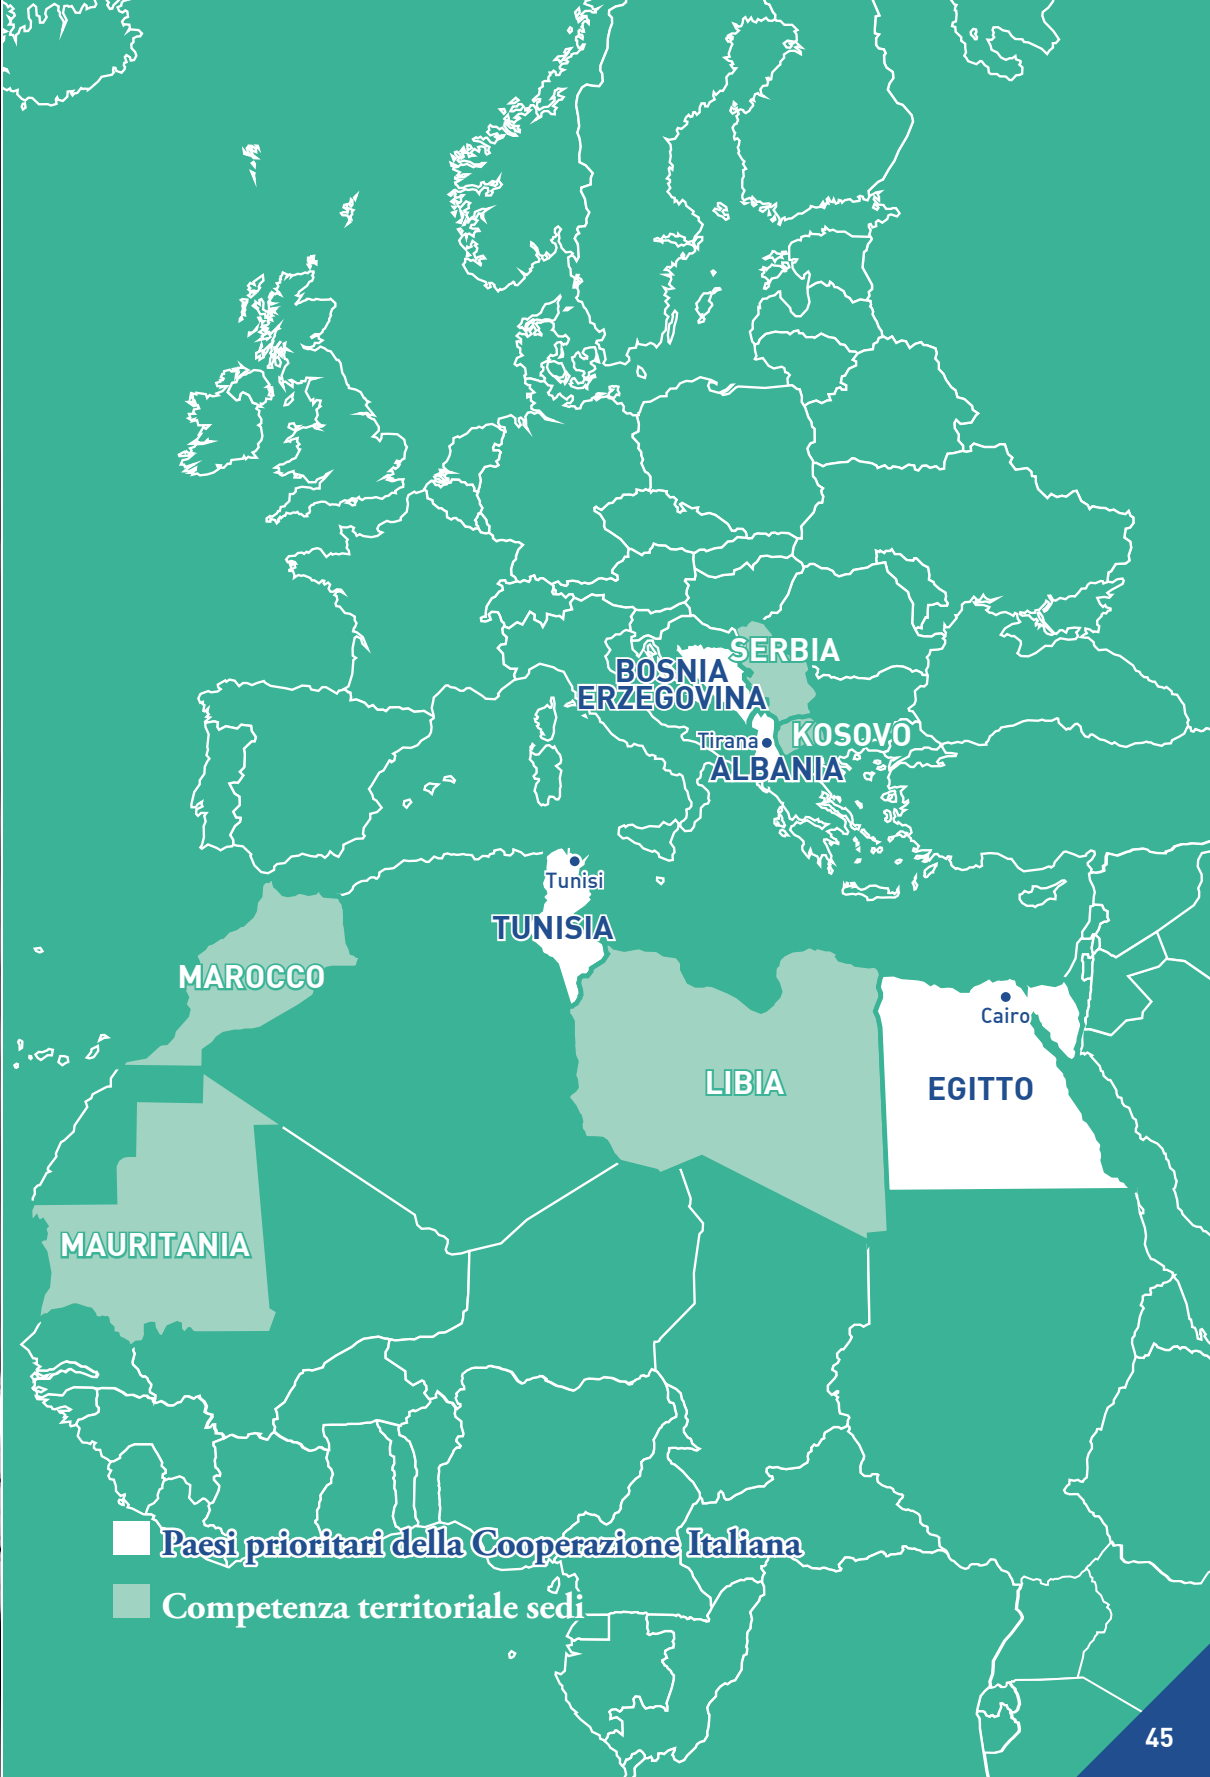 SERBIA
BOSNIA
ERZEGOVINA
KOSOVO
Tirana
ALBANIA
Tunisi
TUNISIA
MAROCCO
Cairo
LIBIA
EGITTO
MAURITANIA
Paesi prioritari della Cooperazione Italiana
Competenza territoriale sedi
45